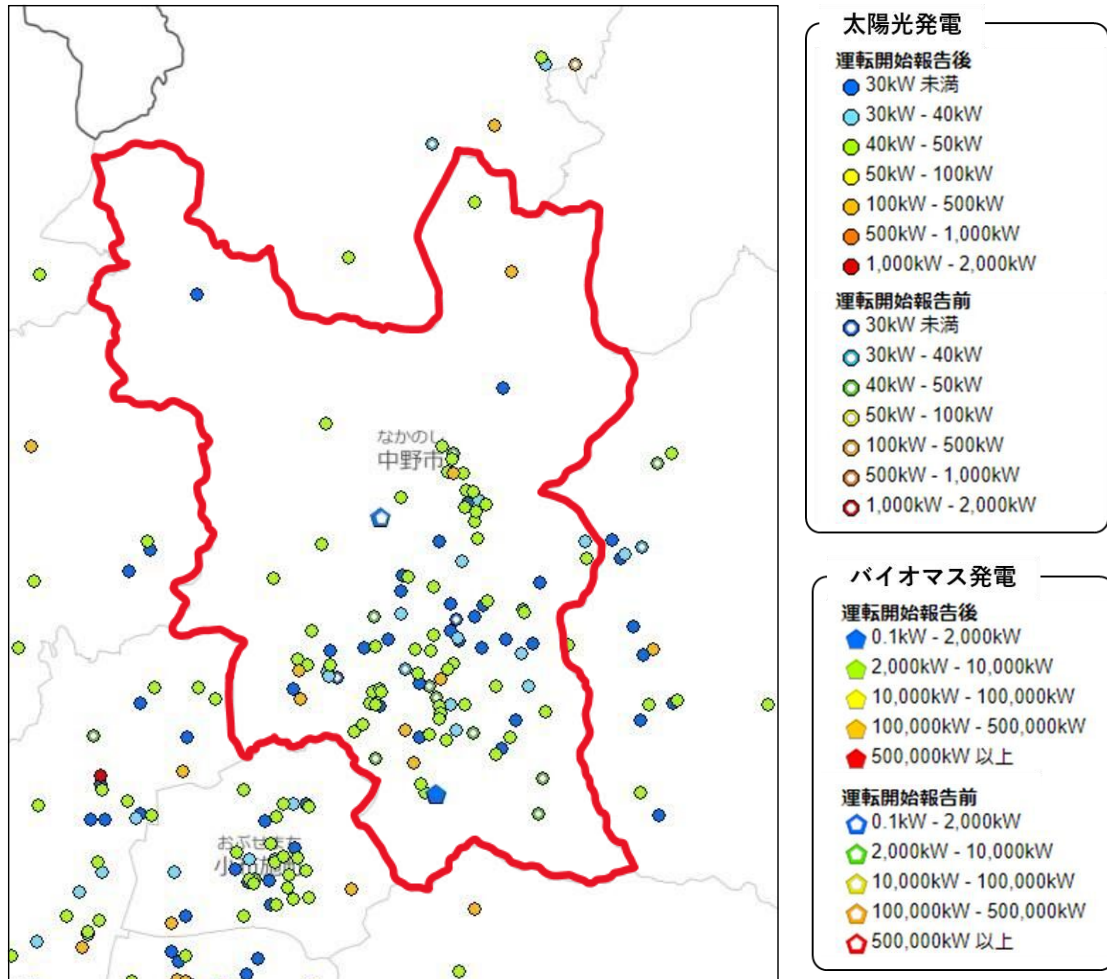 なかのし
中野市
おぶせまち
小布施町
太陽光発電
運転開始報告後
30kW 未満
30kW - 40kW
40kW - 50kW
50kW - 100kW
100kW - 500kW
500kW - 1,000kW
1,000kW - 2,000kW
運転開始報告前
30kW 未満
30kW - 40kW
40kW - 50kW
50kW - 100kW
100kW - 500kW
500kW - 1,000kW
1,000kW - 2,000kW
バイオマス発電
運転開始報告後
0.1kW - 2,000kW
2,000kW - 10,000kW
10,000kW - 100,000kW
100,000kW - 500,000kW
500,000kW 以上
運転開始報告前
0.1kW - 2,000kW
2,000kW - 10,000kW
10,000kW - 100,000kW
100,000kW - 500,000kW
500,000kW 以上